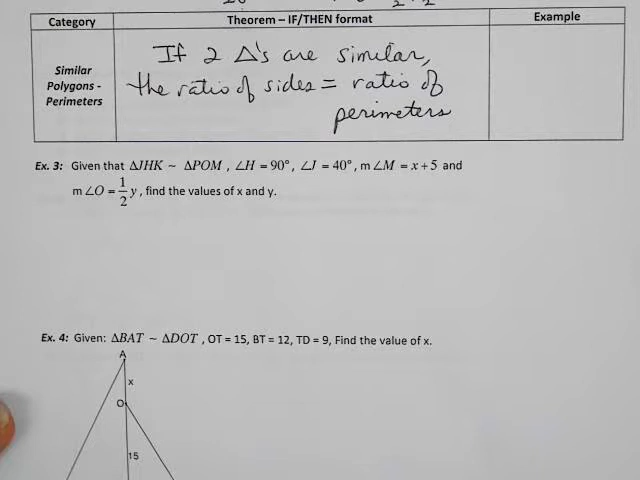 Category Theorem – IF/THEN format Example
Similar
Polygons -
Perimeters
If 2 Δ's are similar,
the ratio of sides = ratio of
perimeters
Ex. 3: Given that ΔJHK ~ ΔPOM , ∠H = 90°, ∠J = 40°, m∠M = x+5 and
m∠O = 1/2 y, find the values of x and y.
Ex. 4: Given: ΔBAT ~ ΔDOT , OT = 15, BT = 12, TD = 9, Find the value of x.
A
x
O
15